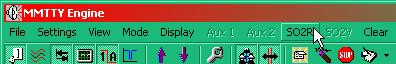 MMTTY Engine
File Settings View Mode Display Aux 1 Aux 2 SO2R SO2V Clear